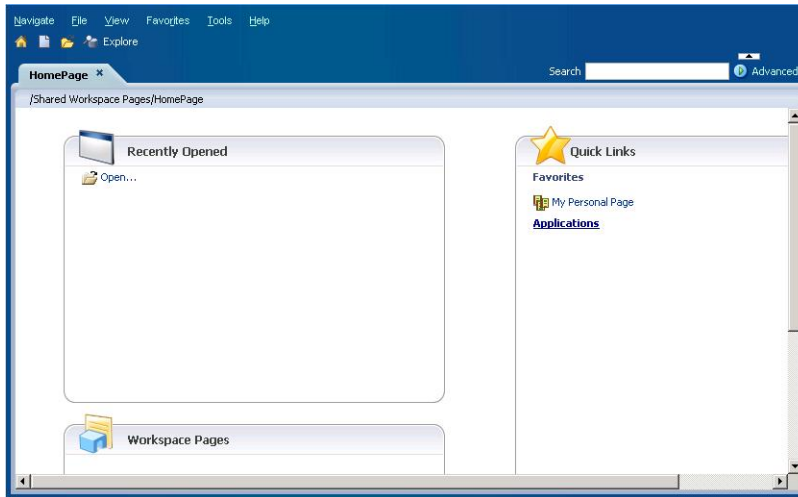 Navigate File View Favorites Tools Help
Explore
HomePage × Search Advanced
/Shared Workspace Pages/HomePage
Recently Opened
Open...
Quick Links
Favorites
My Personal Page
Applications
Workspace Pages